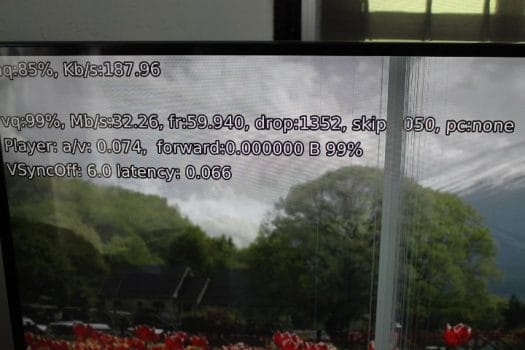 aq:85%, Kb/s:187.96
vq:99%, Mb/s:32.26, fr:59.940, drop:1352, skip 050, pc:none
Player: a/v: 0.074, forward:0.000000 B 99%
VSyncOff: 6.0 latency: 0.066